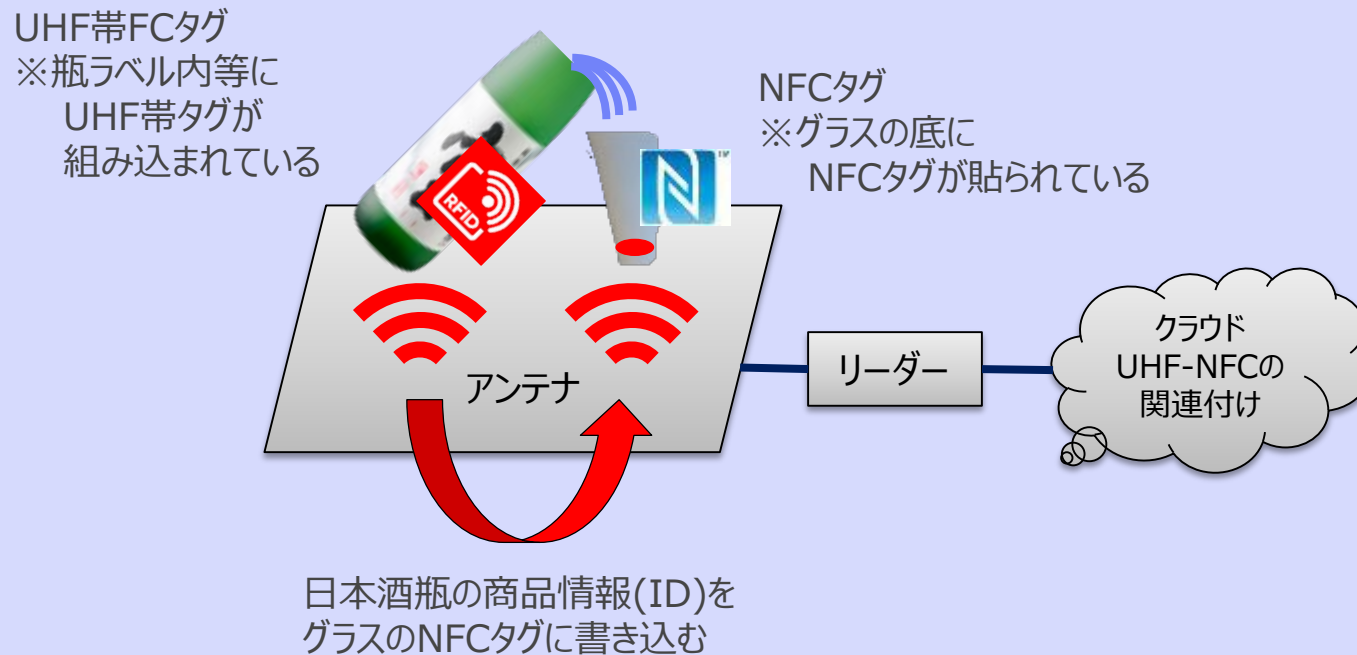 UHF帯FCタグ
※瓶ラベル内等に
UHF帯タグが
組み込まれている
NFCタグ
※グラスの底に
NFCタグが貼られている
RFID
N
アンテナ
リーダー
クラウド
UHF-NFCの
関連付け
日本酒瓶の商品情報(ID)を
グラスのNFCタグに書き込む